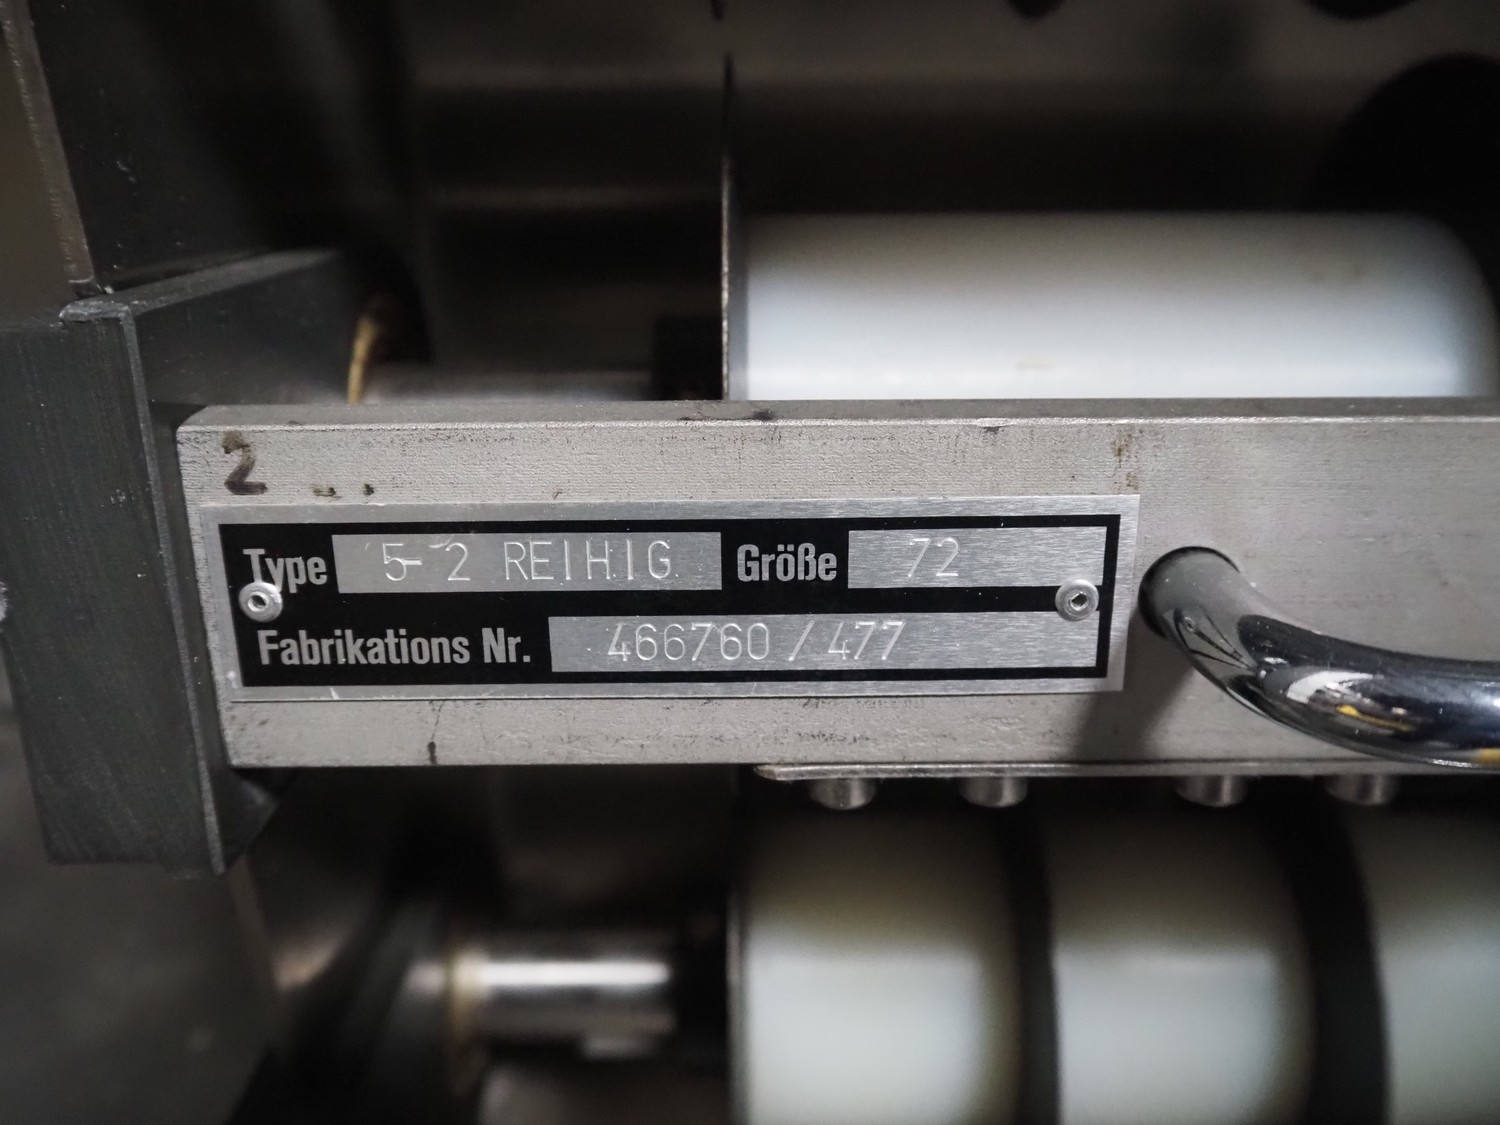 2
Type 5-2 REIHIG Größe 72
Fabrikations Nr. 466760/477